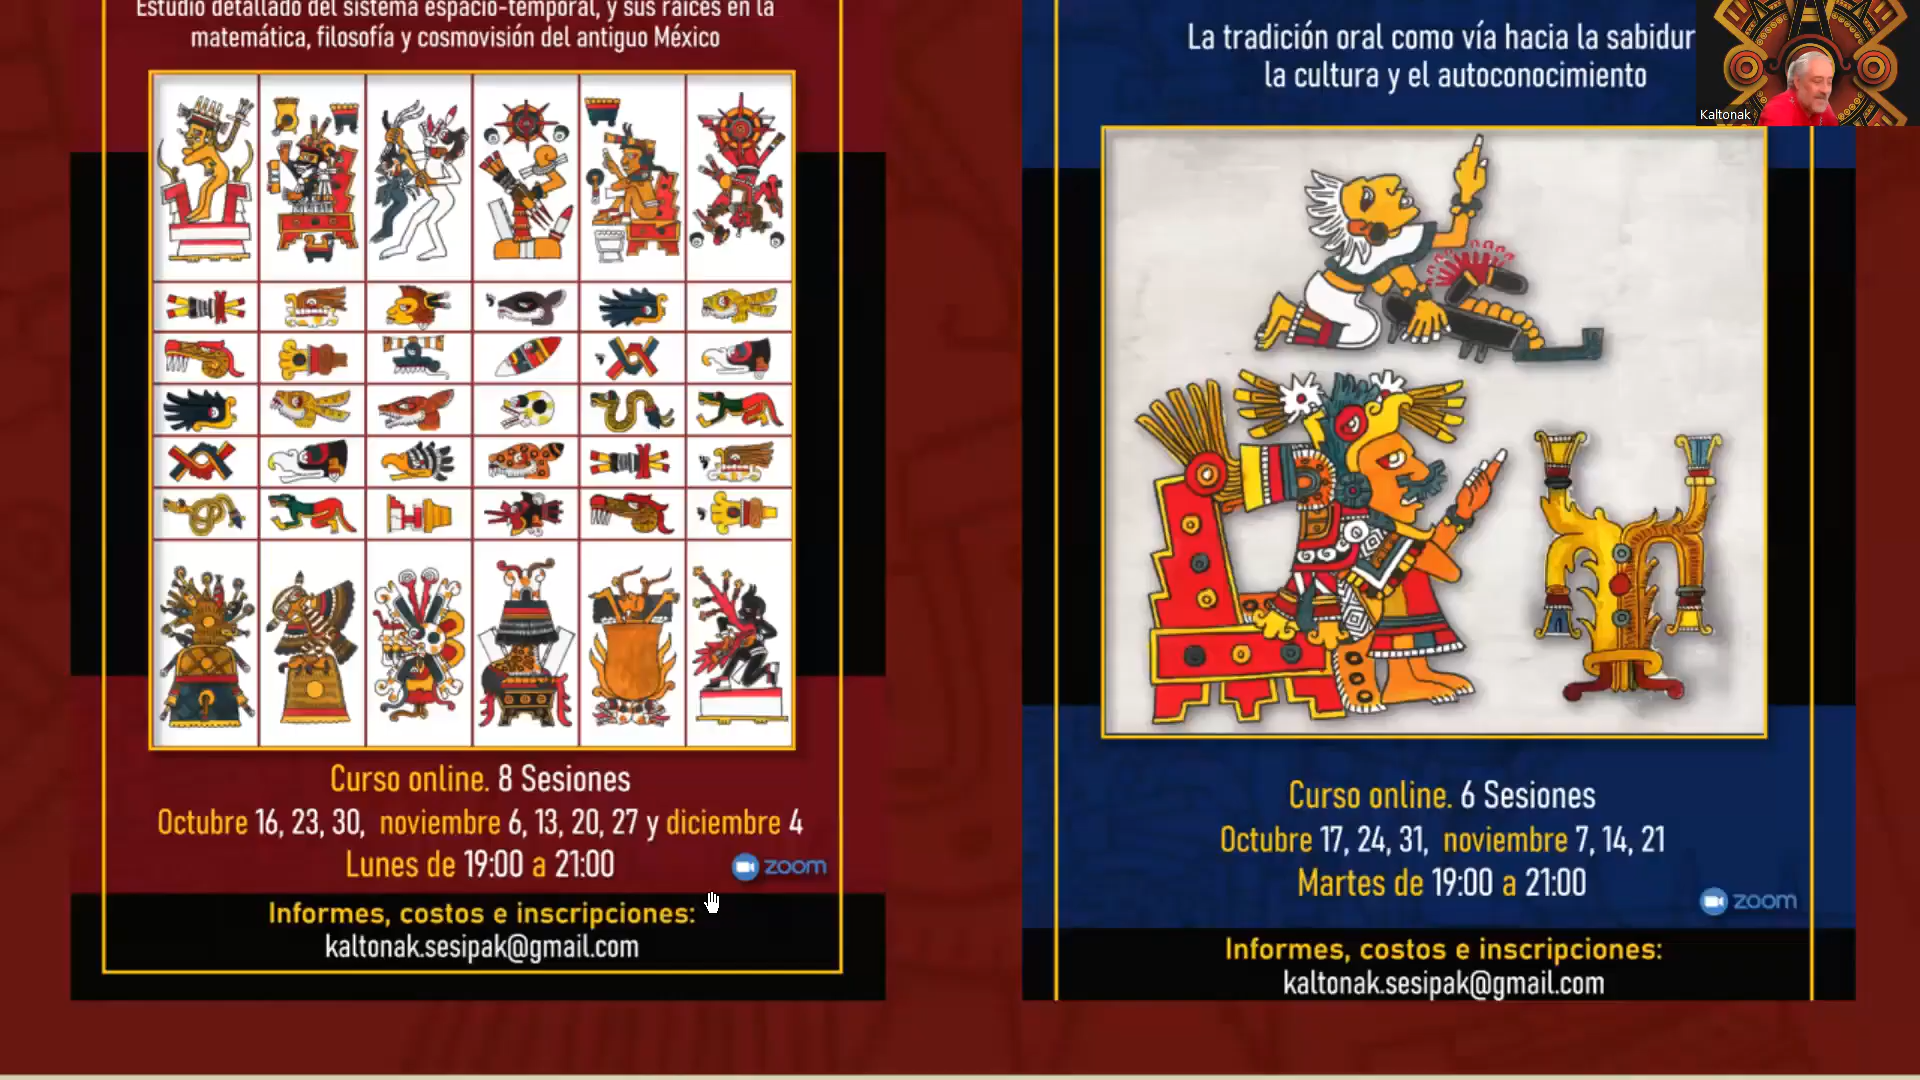 Estudio detallado del sistema espacio-temporal, y sus raíces en la
matemática, filosofía y cosmovisión del antiguo México
Curso online. 8 Sesiones
Octubre 16, 23, 30, noviembre 6, 13, 20, 27 y diciembre 4
Lunes de 19:00 a 21:00
zoom
Informes, costos e inscripciones:
kaltonak.sesipak@gmail.com
La tradición oral como vía hacia la
la cultura y el autoconocimiento
Kaltonak
Curso online. 6 Sesiones
Octubre 17, 24, 31, noviembre 7, 14, 21
Martes de 19:00 a 21:00
zoom
Informes, costos e inscripciones:
kaltonak.sesipak@gmail.com